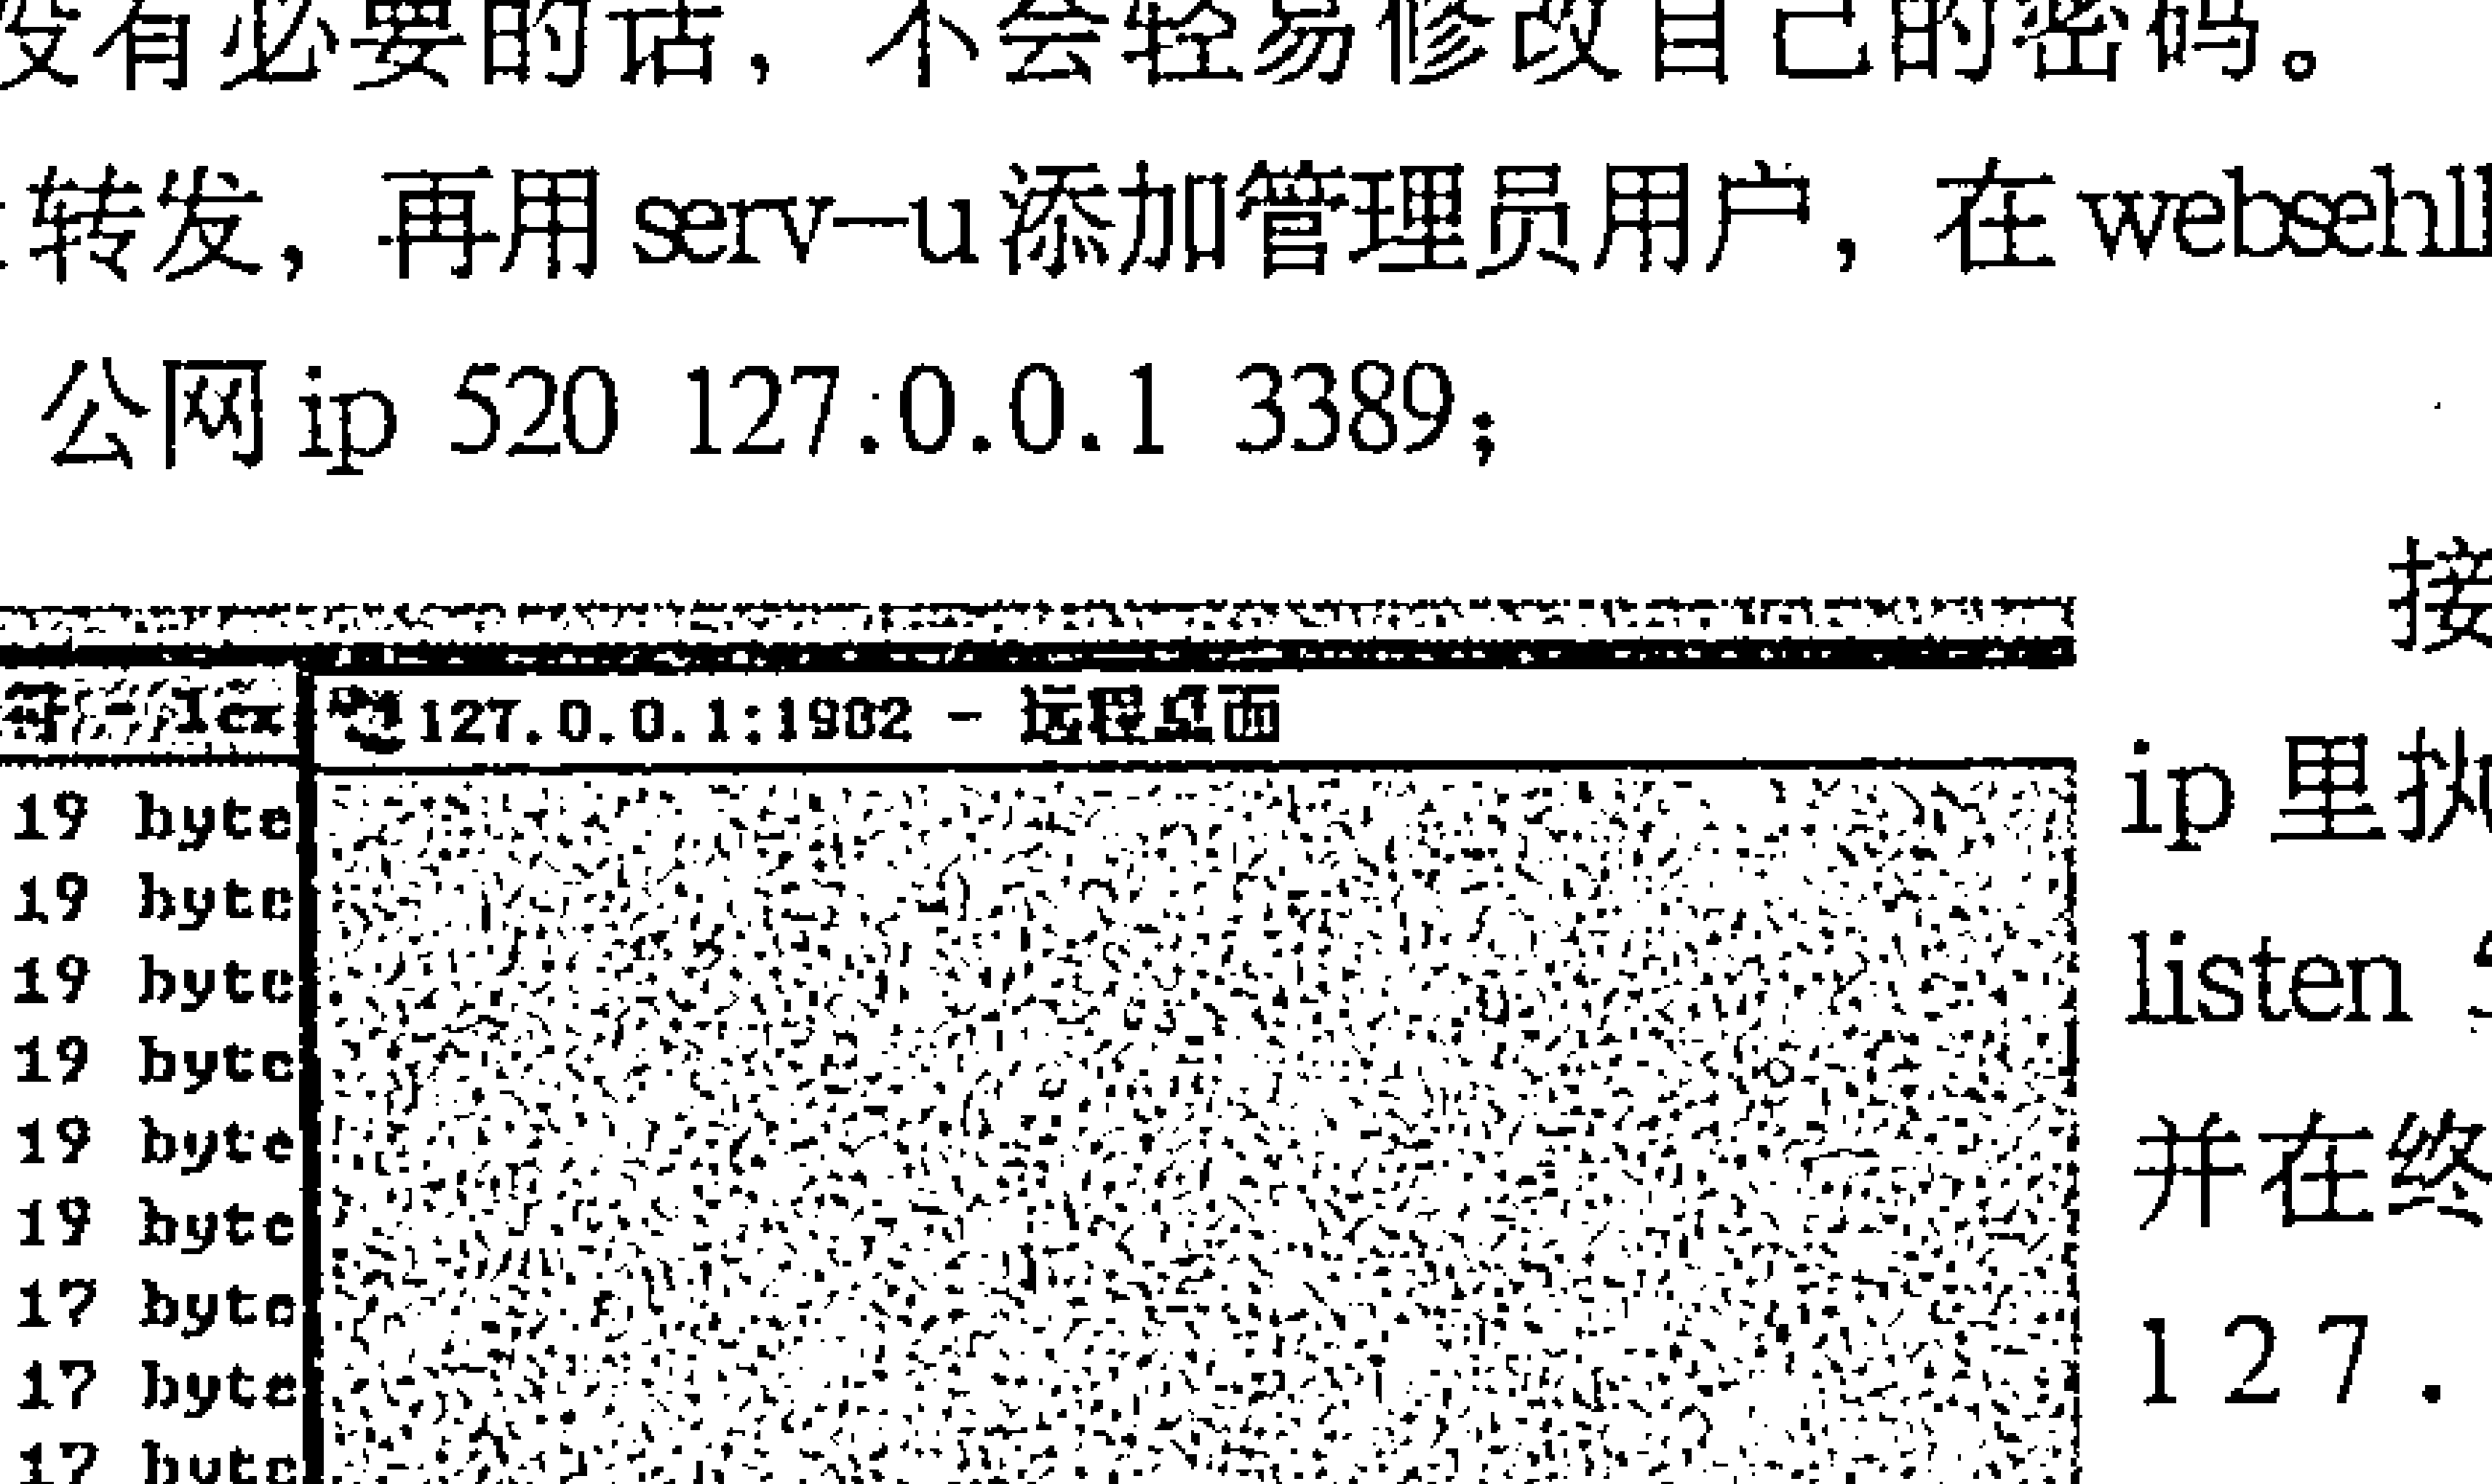 没有必要的话，不会轻易修改自己的密码。
转发，再用serv-u添加管理员用户，在websehll
公网ip 520 127.0.0.1 3389；
lcx
127.0.0.1:1902 - 远程桌面
19 byte
19 byte
19 byte
19 byte
19 byte
19 byte
17 byte
17 byte
17 byte
接
ip里执
listen 5
并在终
127.